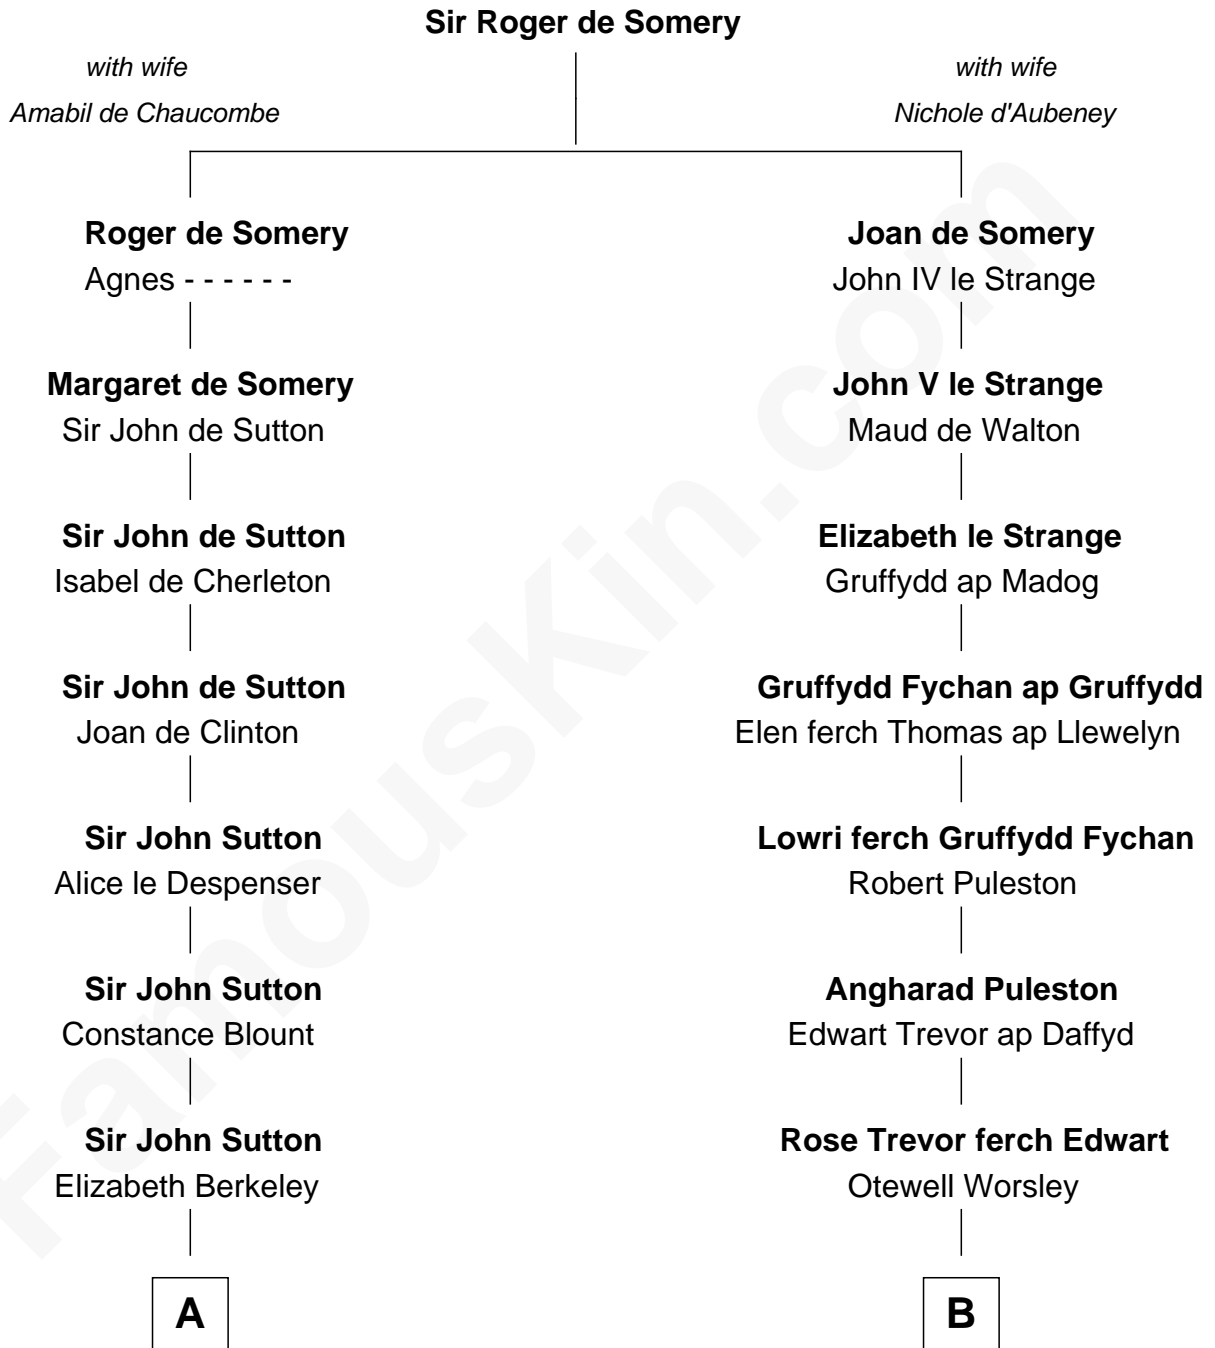 Sir Roger de Somery
with wife
Amabil de Chaucombe
with wife
Nichole d'Aubeney
Roger de Somery
Agnes - - - - - -
Joan de Somery
John IV le Strange
Margaret de Somery
Sir John de Sutton
John V le Strange
Maud de Walton
Sir John de Sutton
Isabel de Cherleton
Elizabeth le Strange
Gruffydd ap Madog
Sir John de Sutton
Joan de Clinton
Gruffydd Fychan ap Gruffydd
Elen ferch Thomas ap Llewelyn
Sir John Sutton
Alice le Despenser
Lowri ferch Gruffydd Fychan
Robert Puleston
Sir John Sutton
Constance Blount
Angharad Puleston
Edwart Trevor ap Daffyd
Sir John Sutton
Elizabeth Berkeley
Rose Trevor ferch Edwart
Otewell Worsley
A
B
FamousKin.com